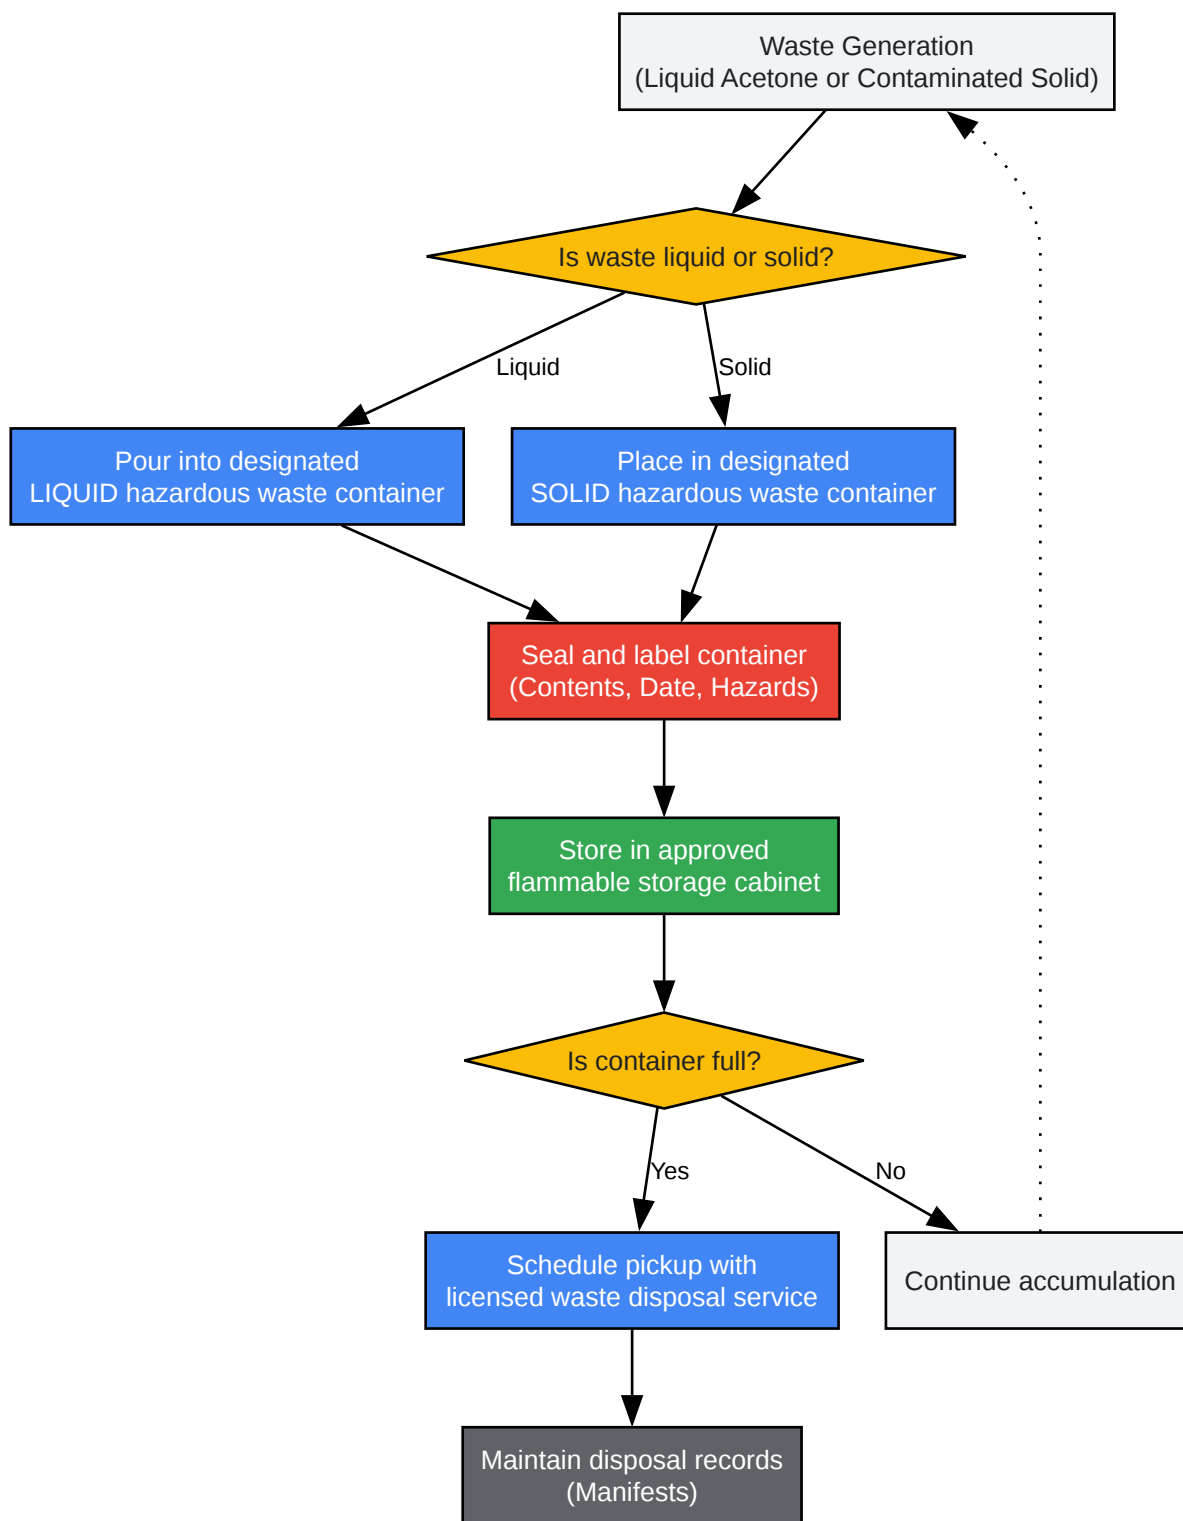 Waste Generation
(Liquid Acetone or Contaminated Solid)
Is waste liquid or solid?
Liquid
Solid
Pour into designated
LIQUID hazardous waste container
Place in designated
SOLID hazardous waste container
Seal and label container
(Contents, Date, Hazards)
Store in approved
flammable storage cabinet
Is container full?
Yes
No
Schedule pickup with
licensed waste disposal service
Continue accumulation
Maintain disposal records
(Manifests)